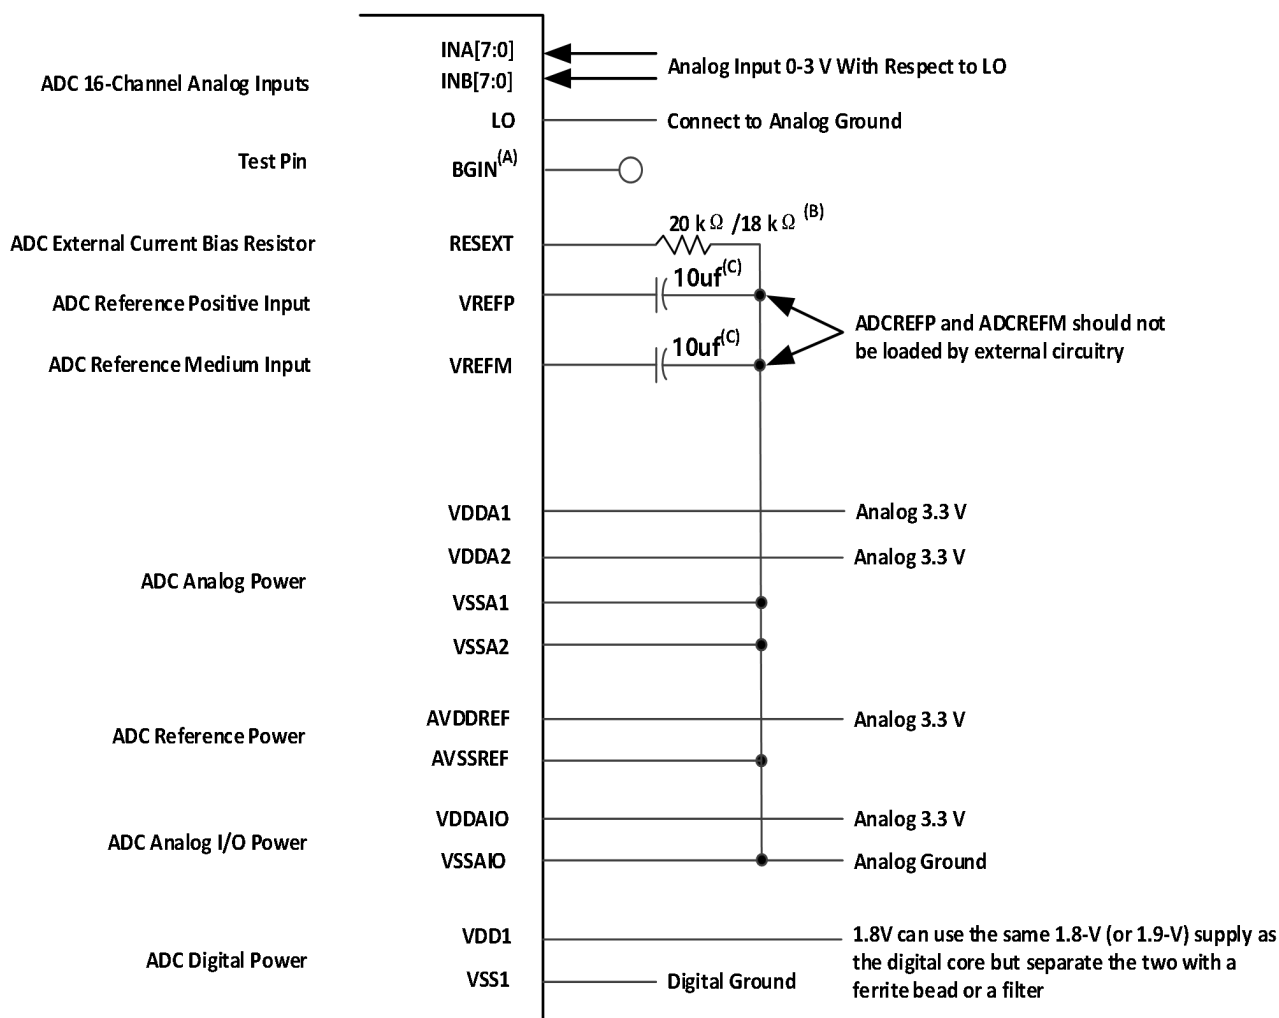 INA[7:0]
ADC 16-Channel Analog Inputs
INB[7:0]
Analog Input 0-3 V With Respect to LO
LO
Connect to Analog Ground
Test Pin
BGIN(A)
ADC External Current Bias Resistor
RESEXT
20 kΩ /18 kΩ (B)
ADC Reference Positive Input
VREFP
10uf(C)
ADC Reference Medium Input
VREFM
10uf(C)
ADCREFP and ADCREFM should not
be loaded by external circuitry
VDDA1
Analog 3.3 V
VDDA2
Analog 3.3 V
ADC Analog Power
VSSA1
VSSA2
AVDDREF
Analog 3.3 V
ADC Reference Power
AVSSREF
VDDAIO
Analog 3.3 V
ADC Analog I/O Power
VSSAIO
Analog Ground
VDD1
1.8V can use the same 1.8-V (or 1.9-V) supply as
the digital core but separate the two with a
ferrite bead or a filter
ADC Digital Power
VSS1
Digital Ground